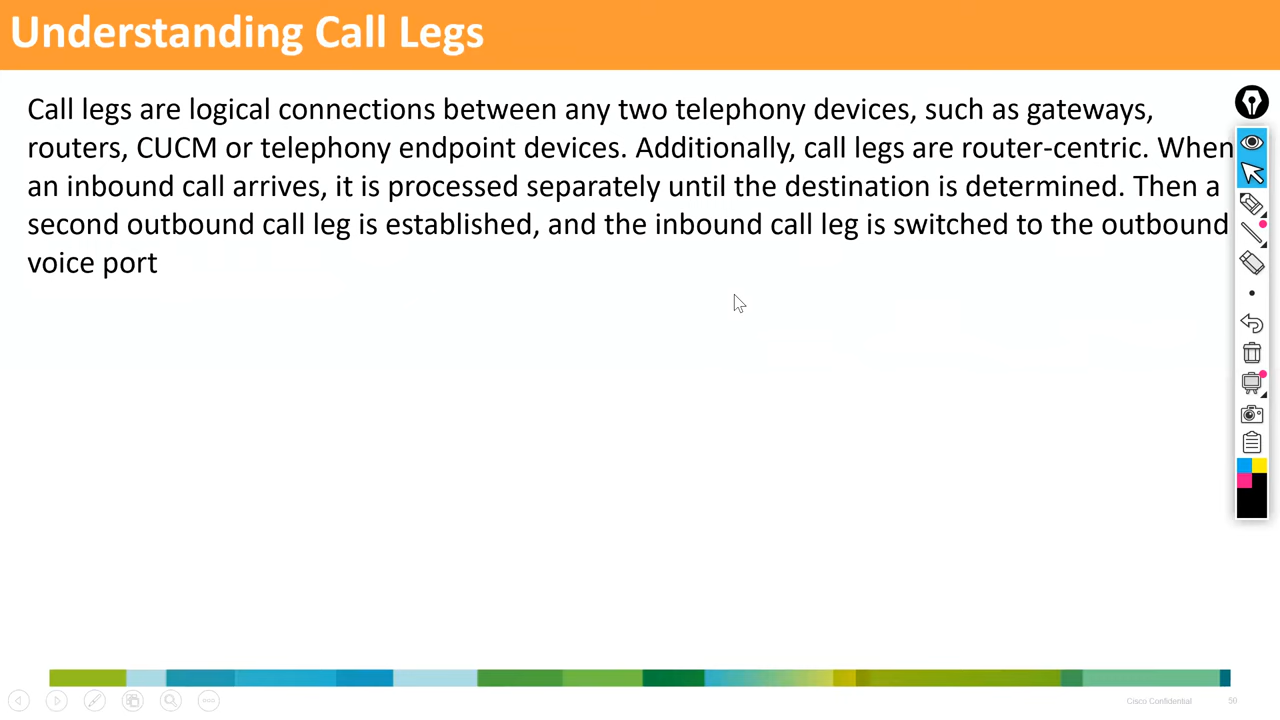 Understanding Call Legs
Call legs are logical connections between any two telephony devices, such as gateways,
routers, CUCM or telephony endpoint devices. Additionally, call legs are router-centric. When
an inbound call arrives, it is processed separately until the destination is determined. Then a
second outbound call leg is established, and the inbound call leg is switched to the outbound
voice port
Cisco Confidential
50